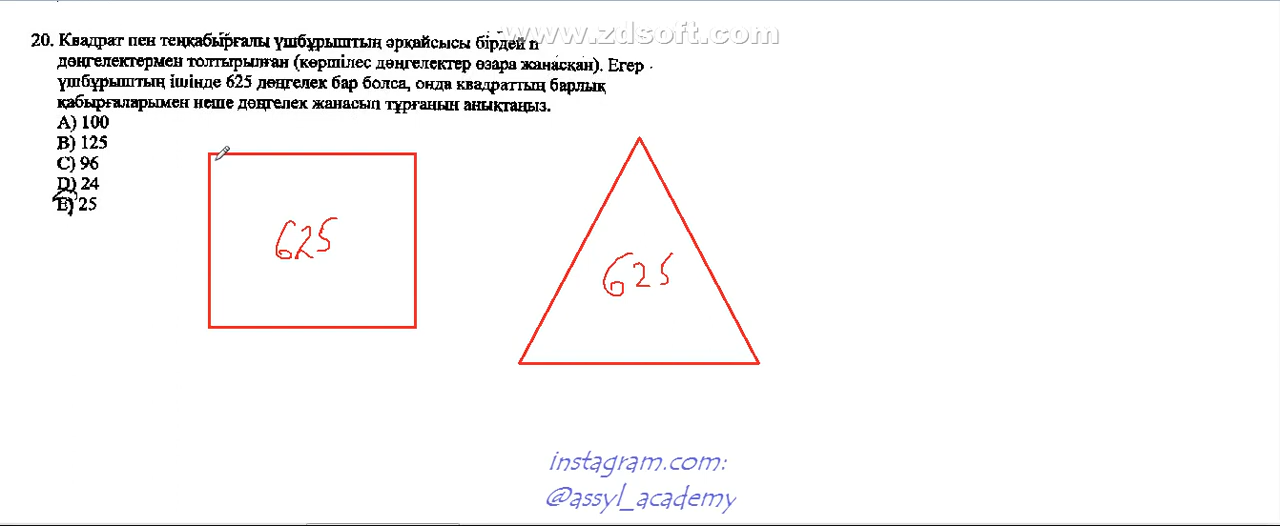 www.zdsoft.com
20. Квадрат пен теңқабырғалы үшбұрыштың әрқайсысы бірдей n
дөңгелектермен толтырылған (көршілес дөңгелектер өзара жанасқан). Егер
үшбұрыштың ішінде 625 дөңгелек бар болса, онда квадраттың барлық
қабырғаларымен неше дөңгелек жанасып тұрғанын анықтаңыз.
A) 100
B) 125
C) 96
D) 24
E) 25
625
625
instagram.com:
@assyl_academy